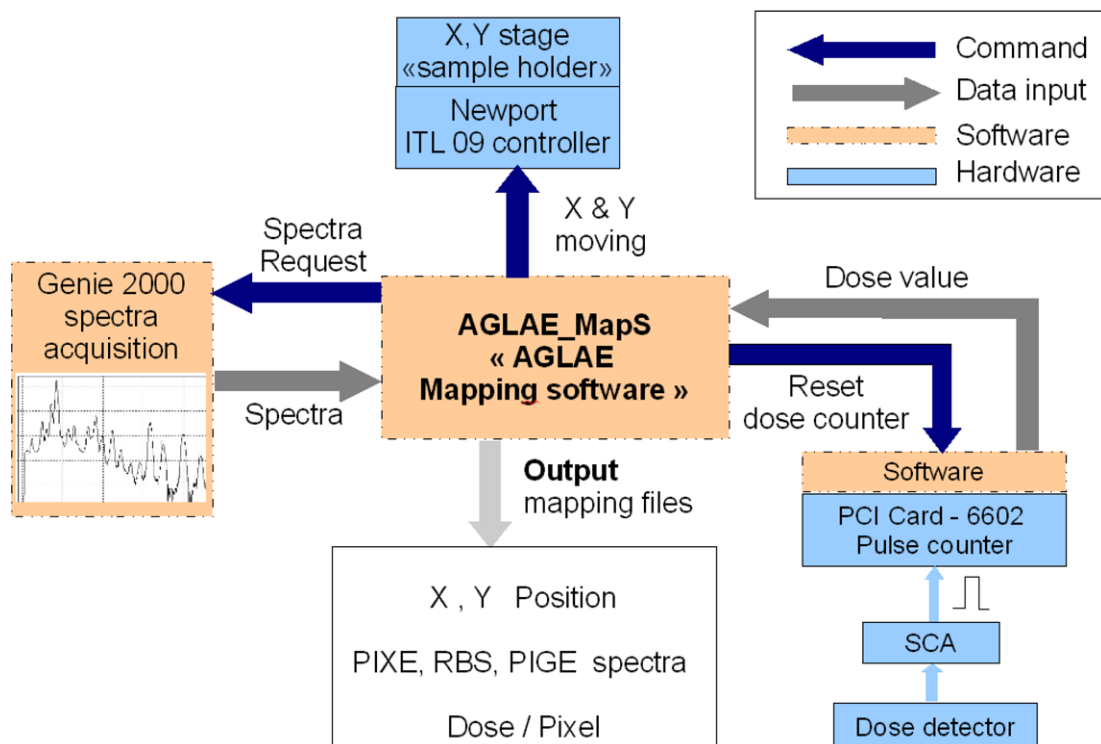 X,Y stage
«sample holder»
Newport
ITL 09 controller
Command
Data input
Software
Hardware
X & Y
moving
Spectra
Request
Genie 2000
spectra
acquisition
Spectra
AGLAE_MapS
« AGLAE
Mapping software »
Dose value
Reset
dose counter
Software
PCI Card - 6602
Pulse counter
SCA
Dose detector
Output
mapping files
X , Y Position
PIXE, RBS, PIGE spectra
Dose / Pixel